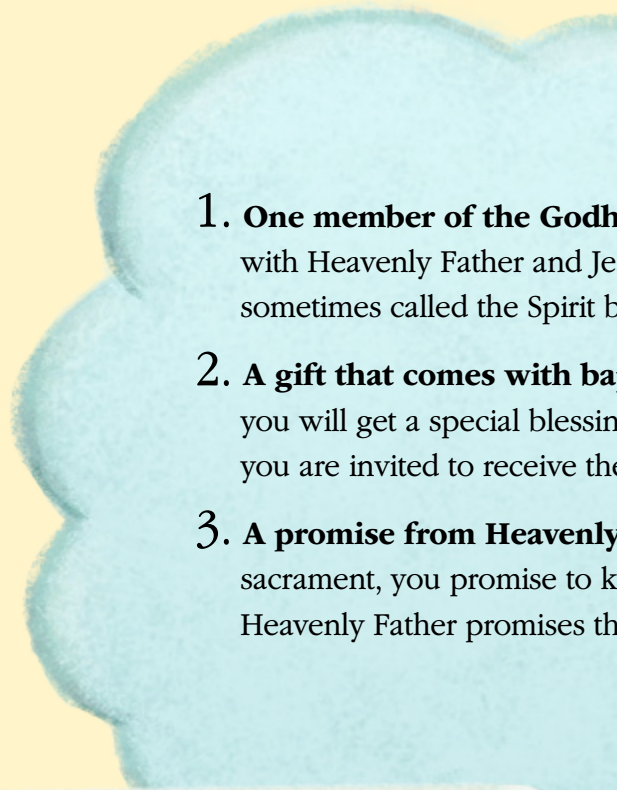 1. One member of the Godh
with Heavenly Father and Je
sometimes called the Spirit b
2. A gift that comes with ba
you will get a special blessin
you are invited to receive the
3. A promise from Heavenly
sacrament, you promise to k
Heavenly Father promises th